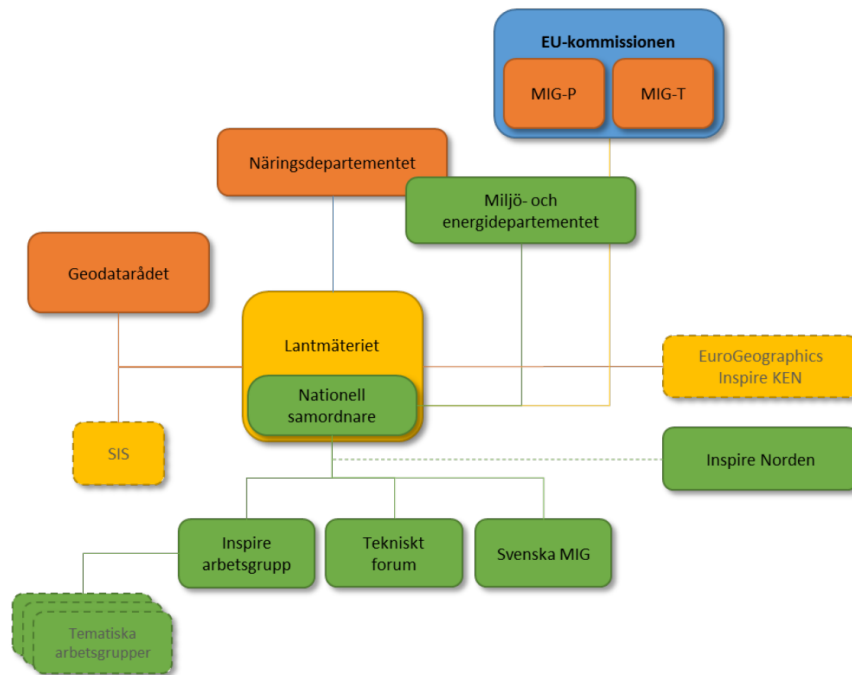 EU-kommissionen
MIG-P
MIG-T
Näringsdepartementet
Miljö- och
energidepartementet
Geodatarådet
Lantmäteriet
Nationell
samordnare
EuroGeographics
Inspire KEN
SIS
Inspire Norden
Inspire
arbetsgrupp
Tekniskt
forum
Svenska MIG
Tematiska
arbetsgrupper